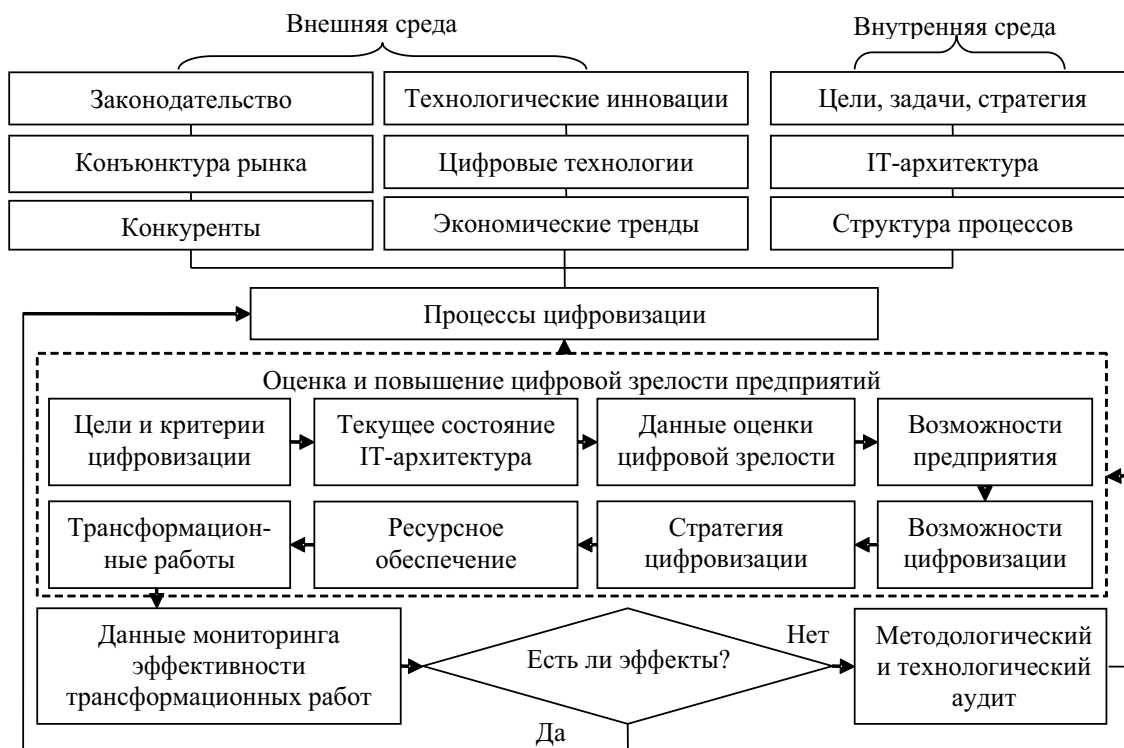 Внешняя среда
Внутренняя среда
Законодательство
Технологические инновации
Цели, задачи, стратегия
Конъюнктура рынка
Цифровые технологии
IT-архитектура
Конкуренты
Экономические тренды
Структура процессов
Процессы цифровизации
Оценка и повышение цифровой зрелости предприятий
Цели и критерии
цифровизации
Текущее состояние
IT-архитектура
Данные оценки
цифровой зрелости
Возможности
предприятия
Трансформацион-
ные работы
Ресурсное
обеспечение
Стратегия
цифровизации
Возможности
цифровизации
Данные мониторинга
эффективности
трансформационных работ
Есть ли эффекты?
Нет
Методологический
и технологический
аудит
Да